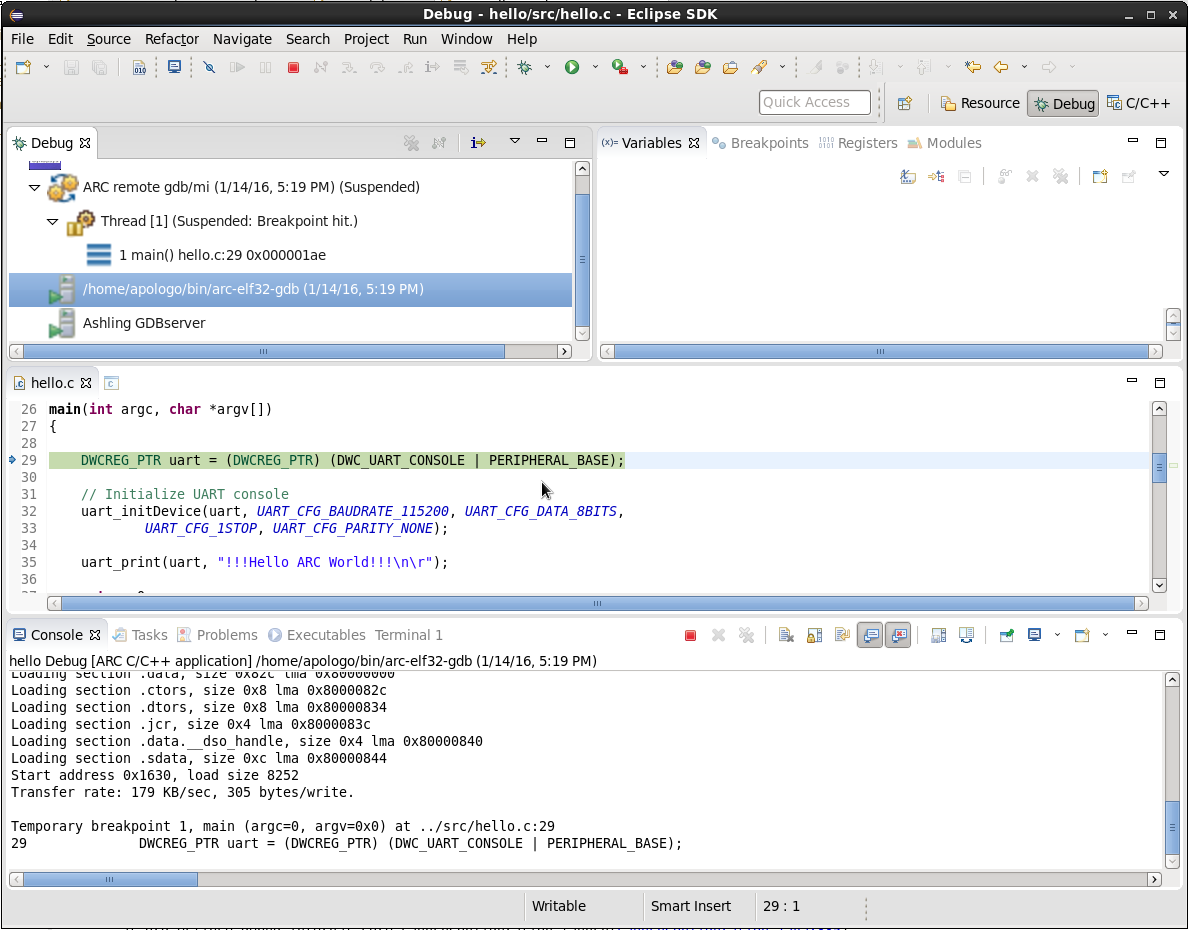 Debug - hello/src/hello.c - Eclipse SDK
File Edit Source Refactor Navigate Search Project Run Window Help
010
Quick Access Resource Debug C/C++
Debug
ARC remote gdb/mi (1/14/16, 5:19 PM) (Suspended)
Thread [1] (Suspended: Breakpoint hit.)
1 main() hello.c:29 0x000001ae
/home/apologo/bin/arc-elf32-gdb (1/14/16, 5:19 PM)
Ashling GDBserver
(x)= Variables Breakpoints 1010 0101 Registers Modules
.c hello.c c
26 main(int argc, char *argv[])
27 {
28
29 DWCREG_PTR uart = (DWCREG_PTR) (DWC_UART_CONSOLE | PERIPHERAL_BASE);
30
31 // Initialize UART console
32 uart_initDevice(uart, UART_CFG_BAUDRATE_115200, UART_CFG_DATA_8BITS,
33 UART_CFG_1STOP, UART_CFG_PARITY_NONE);
34
35 uart_print(uart, "!!!Hello ARC World!!!\n\r");
36
Console Tasks Problems Executables Terminal 1
hello Debug [ARC C/C++ application] /home/apologo/bin/arc-elf32-gdb (1/14/16, 5:19 PM)
Loading section .data, size 0x82c lma 0x80000000
Loading section .ctors, size 0x8 lma 0x8000082c
Loading section .dtors, size 0x8 lma 0x80000834
Loading section .jcr, size 0x4 lma 0x8000083c
Loading section .data.__dso_handle, size 0x4 lma 0x80000840
Loading section .sdata, size 0xc lma 0x80000844
Start address 0x1630, load size 8252
Transfer rate: 179 KB/sec, 305 bytes/write.
Temporary breakpoint 1, main (argc=0, argv=0x0) at ../src/hello.c:29
29 DWCREG_PTR uart = (DWCREG_PTR) (DWC_UART_CONSOLE | PERIPHERAL_BASE);
Writable Smart Insert 29 : 1